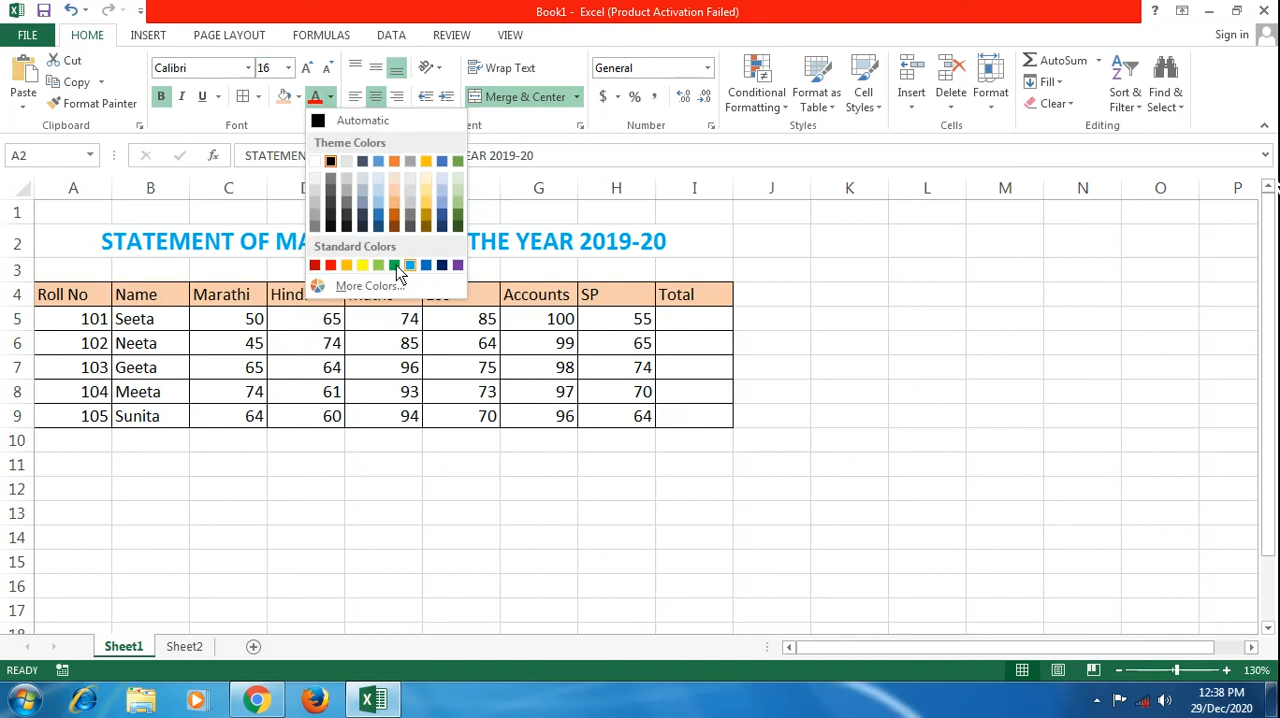 Book1 - Excel (Product Activation Failed)
FILE HOME INSERT PAGE LAYOUT FORMULAS DATA REVIEW VIEW Sign in
Paste Cut Copy Format Painter
Calibri 16
B I U A
Wrap Text
Merge & Center
General
$ % ,
Conditional Formatting Format as Table Cell Styles
Insert Delete Format
AutoSum Fill Clear
Sort & Filter Find & Select
Clipboard Font Number Styles Cells Editing
Automatic
Theme Colors
Standard Colors
More Colors...
A2 fx STATEMEN YEAR 2019-20
A B C D G H I J K L M N O P
1
2 STATEMENT OF MA THE YEAR 2019-20
3
4 Roll No Name Marathi Hind Accounts SP Total
5 101 Seeta 50 65 74 85 100 55
6 102 Neeta 45 74 85 64 99 65
7 103 Geeta 65 64 96 75 98 74
8 104 Meeta 74 61 93 73 97 70
9 105 Sunita 64 60 94 70 96 64
10
11
12
13
14
15
16
17
18
Sheet1 Sheet2
READY 130%
12:38 PM
29/Dec/2020